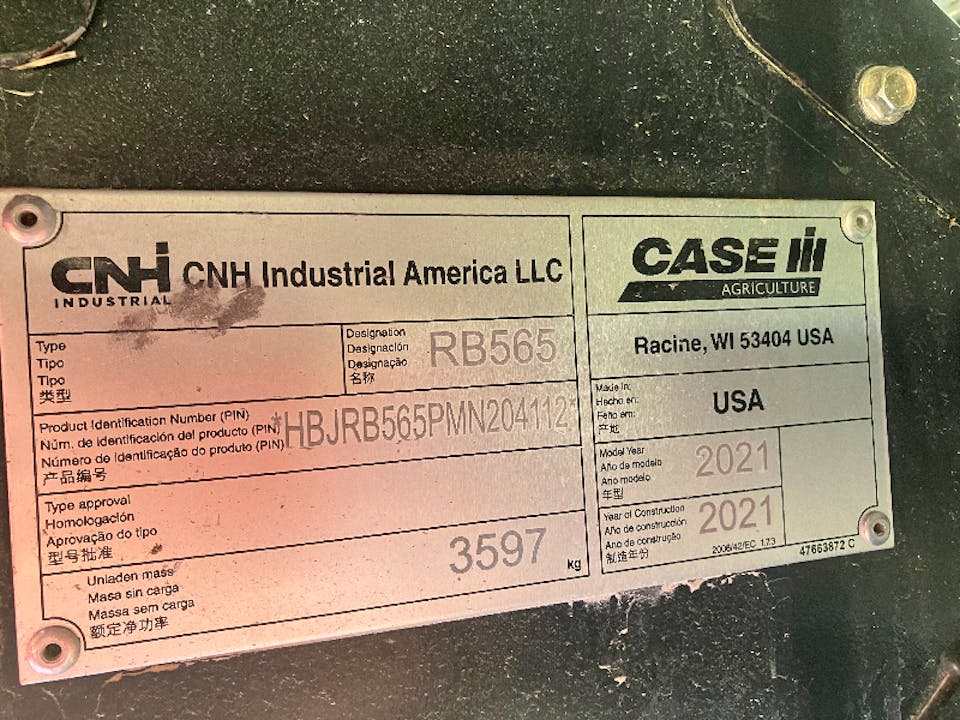 CNH
INDUSTRIAL
CNH Industrial America LLC
Type
Tipo
Tipo
类型
Designation
Designación
Designação
名称
RB565
Product Identification Number (PIN)
Núm. de identificación del producto (PIN)
Número de identificação do produto (PIN)
产品编号
*HBJRB565PMN204112*
Type approval
Homologación
Aprovação do tipo
型号批准
Unladen mass
Masa sin carga
Massa sem carga
额定净功率
3597 kg
CASE IH
AGRICULTURE
Racine, WI 53404 USA
Made in:
Hecho en:
Feho em:
产地
USA
Model Year
Año de modelo
Ano modelo
年型
2021
Year of Construction
Año de construcción
Ano de construção
制造年份
2021
2006/42/EC 1.7.3
47663872 C